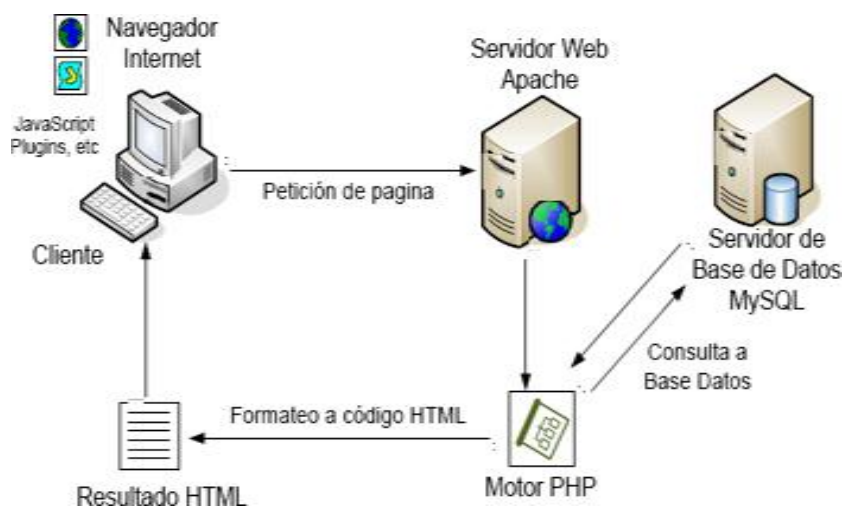 Navegador
Internet
JavaScript
Plugins, etc
Cliente
Petición de pagina
Servidor Web
Apache
Servidor de
Base de Datos
MySQL
Consulta a
Base Datos
Formateo a código HTML
Motor PHP
Resultado HTML